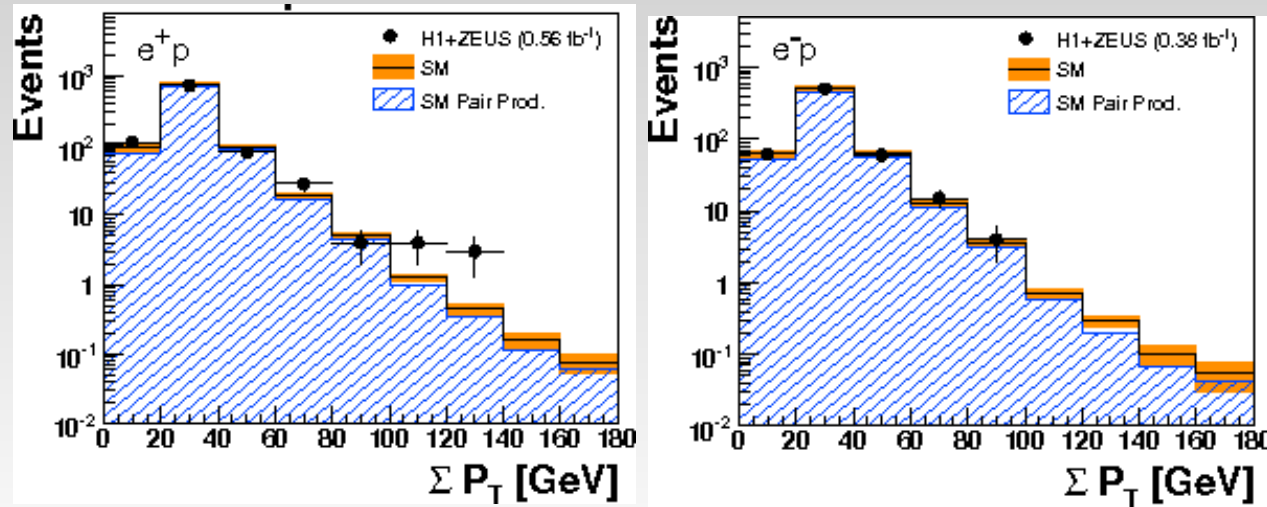 Events
e⁺p
H1+ZEUS (0.56 fb⁻¹)
SM
SM Pair Prod.
10³
10²
10
1
10⁻¹
10⁻²
0 20 40 60 80 100 120 140 160 180
Σ P_T [GeV]
Events
e⁻p
H1+ZEUS (0.38 fb⁻¹)
SM
SM Pair Prod.
10³
10²
10
1
10⁻¹
10⁻²
0 20 40 60 80 100 120 140 160 180
Σ P_T [GeV]